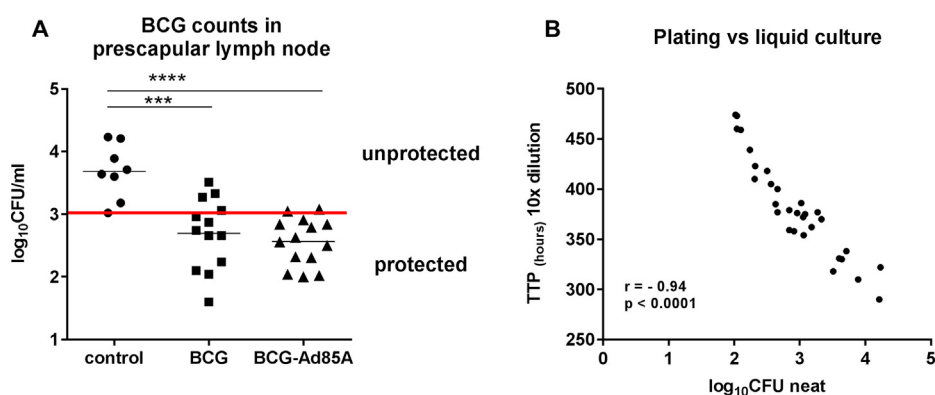 A
BCG counts in
prescapular lymph node
****
***
5
4
3
2
1
log10CFU/ml
unprotected
protected
control
BCG
BCG-Ad85A
B
Plating vs liquid culture
500
450
400
350
300
250
TTP (hours) 10x dilution
r = - 0.94
p < 0.0001
0
1
2
3
4
5
log10CFU neat